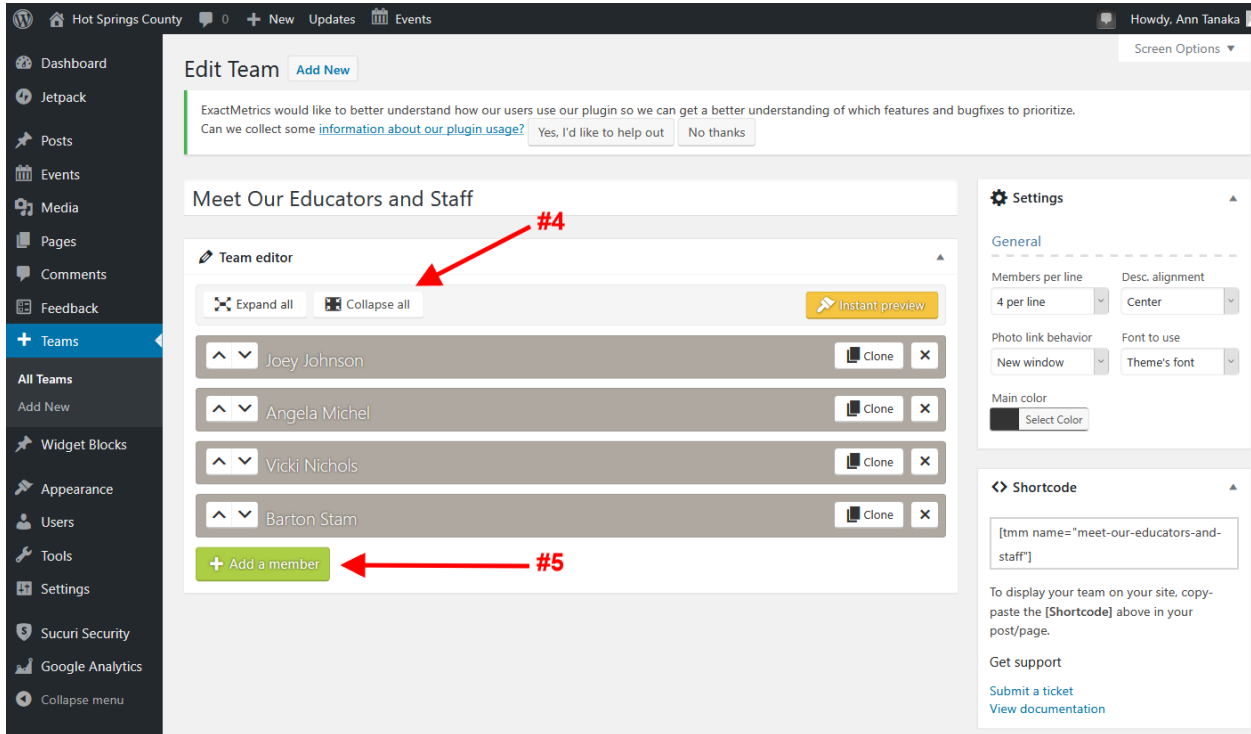 Hot Springs County 0 + New Updates Events Howdy, Ann Tanaka
Screen Options ▼
Dashboard
Jetpack
Posts
Events
Media
Pages
Comments
Feedback
Teams
All Teams
Add New
Widget Blocks
Appearance
Users
Tools
Settings
Sucuri Security
Google Analytics
Collapse menu
Edit Team Add New
ExactMetrics would like to better understand how our users use our plugin so we can get a better understanding of which features and bugfixes to prioritize.
Can we collect some information about our plugin usage? Yes, I'd like to help out No thanks
Meet Our Educators and Staff
#4
Team editor
Expand all Collapse all Instant preview
Joey Johnson Clone
Angela Michel Clone
Vicki Nichols Clone
Barton Stam Clone
+ Add a member #5
Settings
General
Members per line Desc. alignment
4 per line Center
Photo link behavior Font to use
New window Theme's font
Main color
Select Color
<> Shortcode
[tmm name="meet-our-educators-and-
staff"]
To display your team on your site, copy-
paste the [Shortcode] above in your
post/page.
Get support
Submit a ticket
View documentation